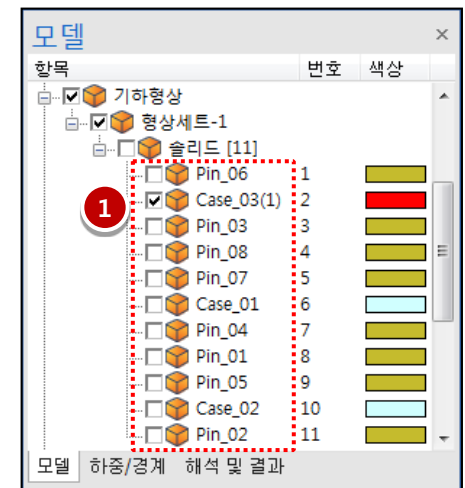 모델
항목 번호 색상
기하형상
형상세트-1
솔리드 [11]
Pin_06 1
1 Case_03(1) 2
Pin_03 3
Pin_08 4
Pin_07 5
Case_01 6
Pin_04 7
Pin_01 8
Pin_05 9
Case_02 10
Pin_02 11
모델 하중/경계 해석 및 결과